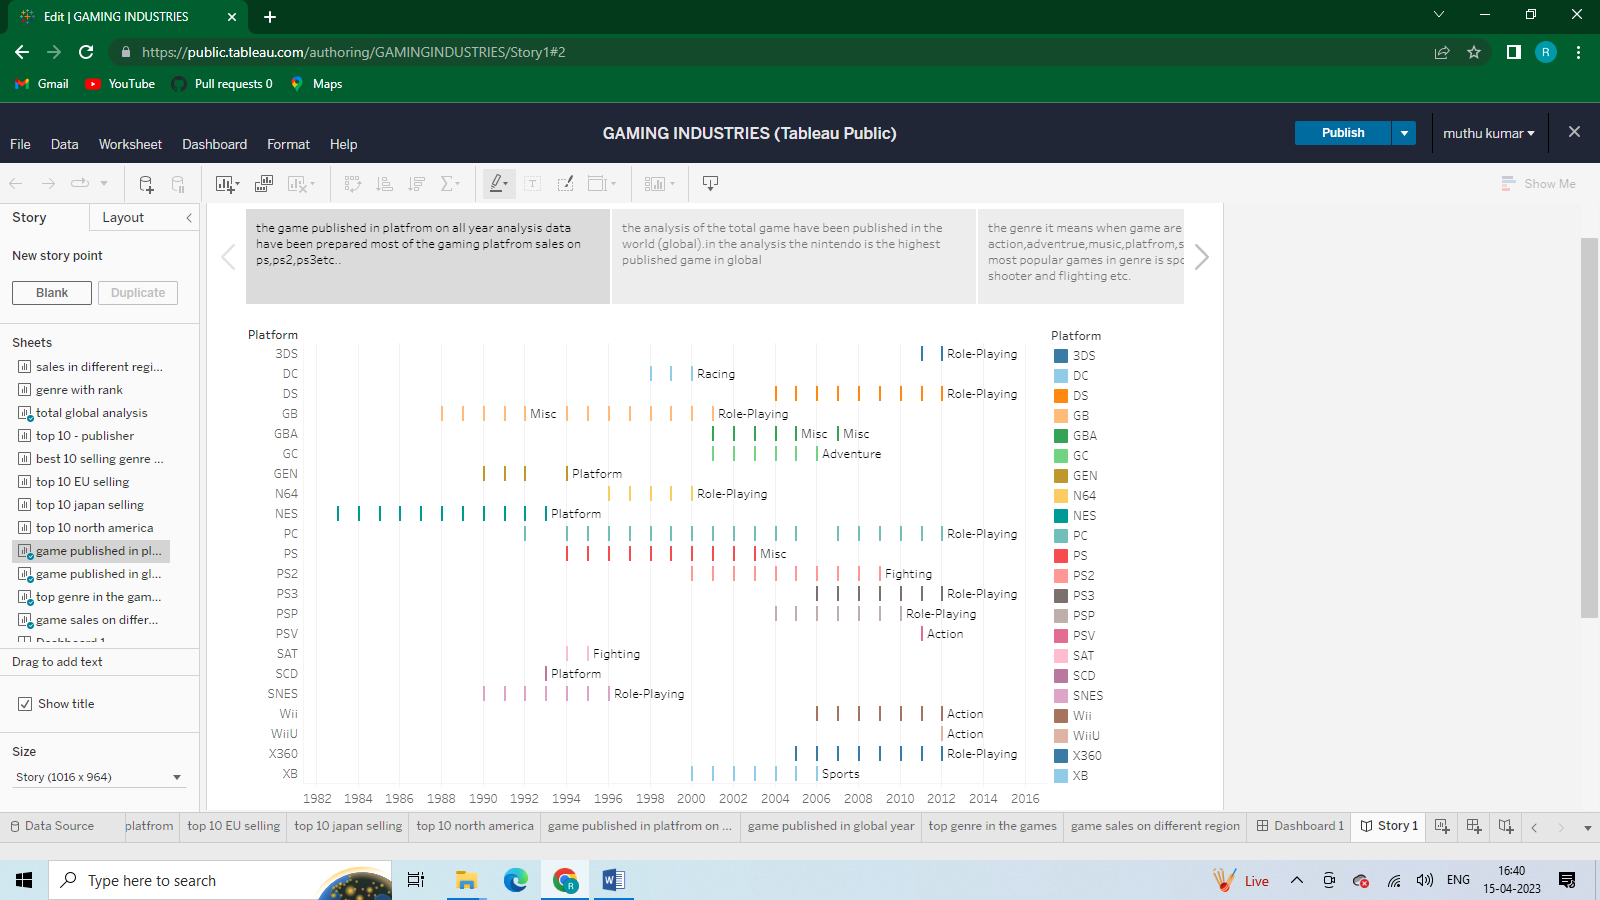 Edit | GAMING INDUSTRIES
https://public.tableau.com/authoring/GAMINGINDUSTRIES/Story1#2
R
Gmail
YouTube
Pull requests 0
Maps
GAMING INDUSTRIES (Tableau Public)
File Data Worksheet Dashboard Format Help
Publish
muthu kumar
Show Me
Story Layout
New story point
Blank Duplicate
Sheets
sales in different regi...
genre with rank
total global analysis
top 10 - publisher
best 10 selling genre ...
top 10 EU selling
top 10 japan selling
top 10 north america
game published in pl...
game published in gl...
top genre in the gam...
game sales on differ...
Dashboard 1
Drag to add text
Show title
Size
Story (1016 x 964)
the game published in platfrom on all year analysis data
have been prepared most of the gaming platfrom sales on
ps,ps2,ps3etc..
the analysis of the total game have been published in the
world (global).in the analysis the nintendo is the highest
published game in global
the genre it means when game are
action,adventrue,music,platfrom,s
most popular games in genre is spo
shooter and flighting etc.
Platform
3DS Role-Playing
DC Racing
DS Role-Playing
GB Misc Role-Playing
GBA Misc Misc
GC Adventure
GEN Platform
N64 Role-Playing
NES Platform
PC Role-Playing
PS Misc
PS2 Fighting
PS3 Role-Playing
PSP Role-Playing
PSV Action
SAT Fighting
SCD Platform
SNES Role-Playing
Wii Action
WiiU Action
X360 Role-Playing
XB Sports
1982 1984 1986 1988 1990 1992 1994 1996 1998 2000 2002 2004 2006 2008 2010 2012 2014 2016
Platform
3DS
DC
DS
GB
GBA
GC
GEN
N64
NES
PC
PS
PS2
PS3
PSP
PSV
SAT
SCD
SNES
Wii
WiiU
X360
XB
Data Source platfrom top 10 EU selling top 10 japan selling top 10 north america game published in platfrom on ... game published in global year top genre in the games game sales on different region Dashboard 1 Story 1
Type here to search
Live
ENG
16:40
15-04-2023